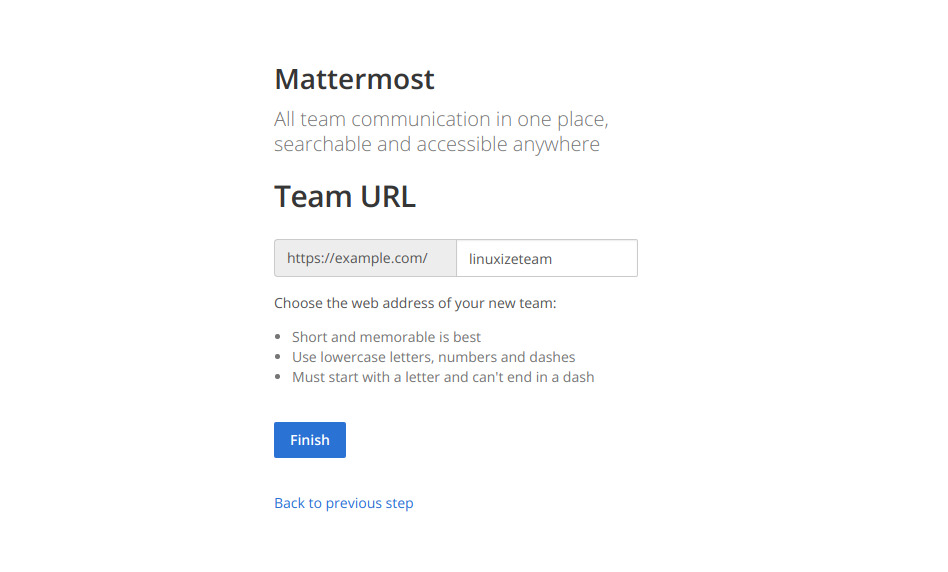 Mattermost
All team communication in one place,
searchable and accessible anywhere
Team URL
https://example.com/ linuxizeteam
Choose the web address of your new team:
Short and memorable is best
Use lowercase letters, numbers and dashes
Must start with a letter and can't end in a dash
Finish
Back to previous step